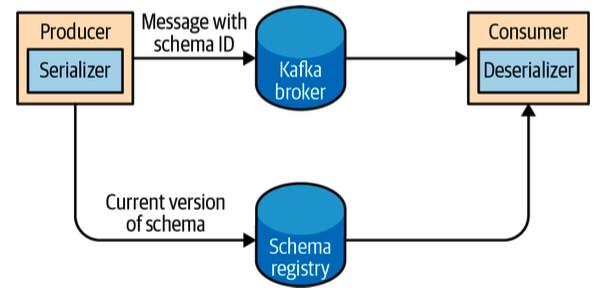 Producer
Serializer
Message with
schema ID
Kafka
broker
Consumer
Deserializer
Current version
of schema
Schema
registry